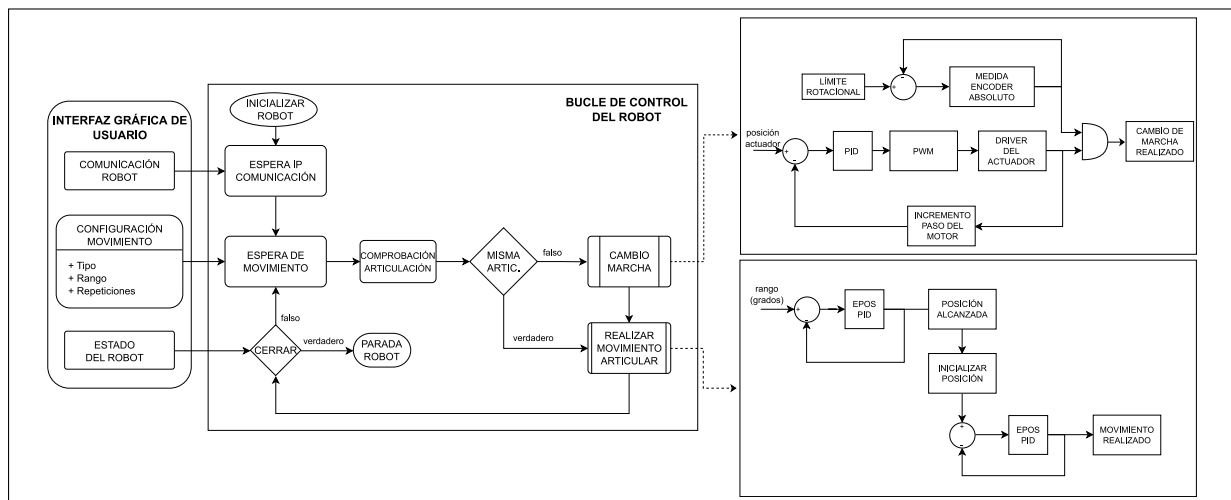 INTERFAZ GRÁFICA DE
USUARIO
COMUNICACIÓN
ROBOT
CONFIGURACIÓN
MOVIMIENTO
+ Tipo
+ Rango
+ Repeticiones
ESTADO
DEL ROBOT
BUCLE DE CONTROL
DEL ROBOT
INICIALIZAR
ROBOT
ESPERA IP
COMUNICACIÓN
ESPERA DE
MOVIMIENTO
COMPROBACIÓN
ARTICULACIÓN
MISMA
ARTIC.
falso
CAMBIO
MARCHA
verdadero
REALIZAR
MOVIMIENTO
ARTICULAR
falso
CERRAR
verdadero
PARADA
ROBOT
LÍMITE
ROTACIONAL
+
-
MEDIDA
ENCODER
ABSOLUTO
posición
actuador
+
-
PID
PWM
DRIVER
DEL
ACTUADOR
CAMBIO DE
MARCHA
REALIZADO
INCREMENTO
PASO DEL
MOTOR
rango
(grados)
+
-
EPOS
PID
POSICIÓN
ALCANZADA
INICIALIZAR
POSICIÓN
+
-
EPOS
PID
MOVIMIENTO
REALIZADO